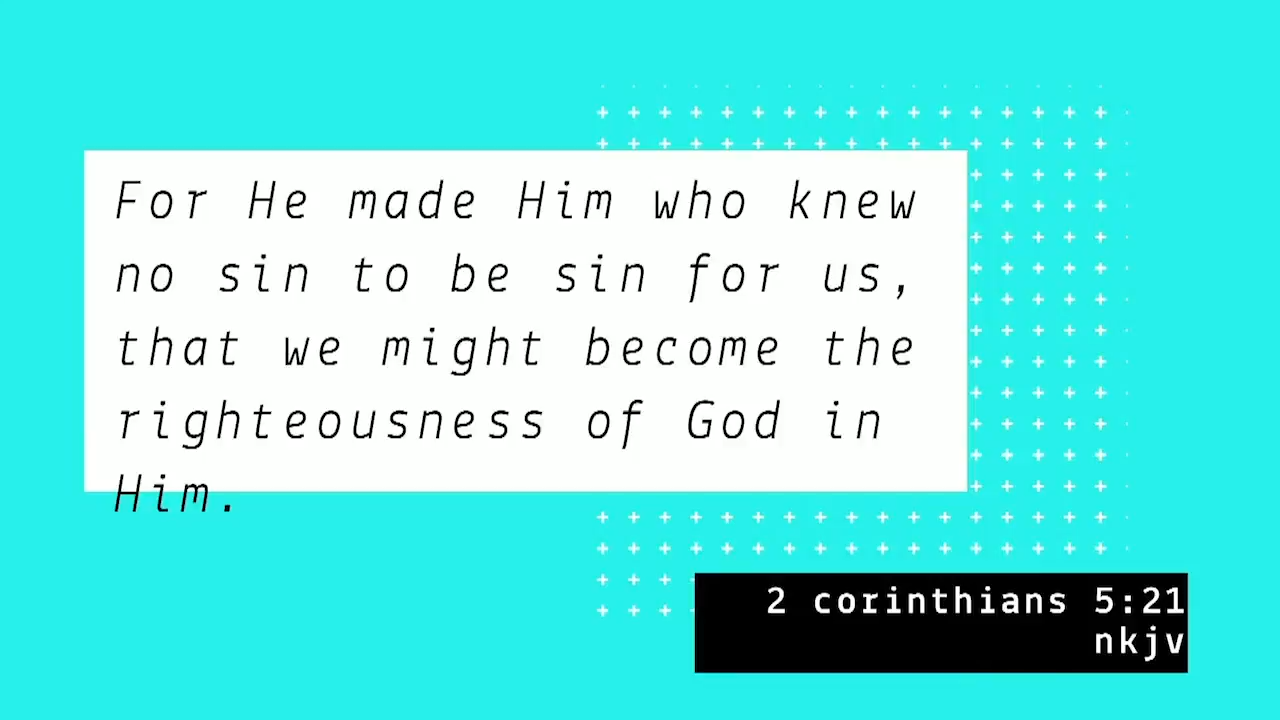 For He made Him who knew
no sin to be sin for us,
that we might become the
righteousness of God in
Him.
2 corinthians 5:21
nkjv